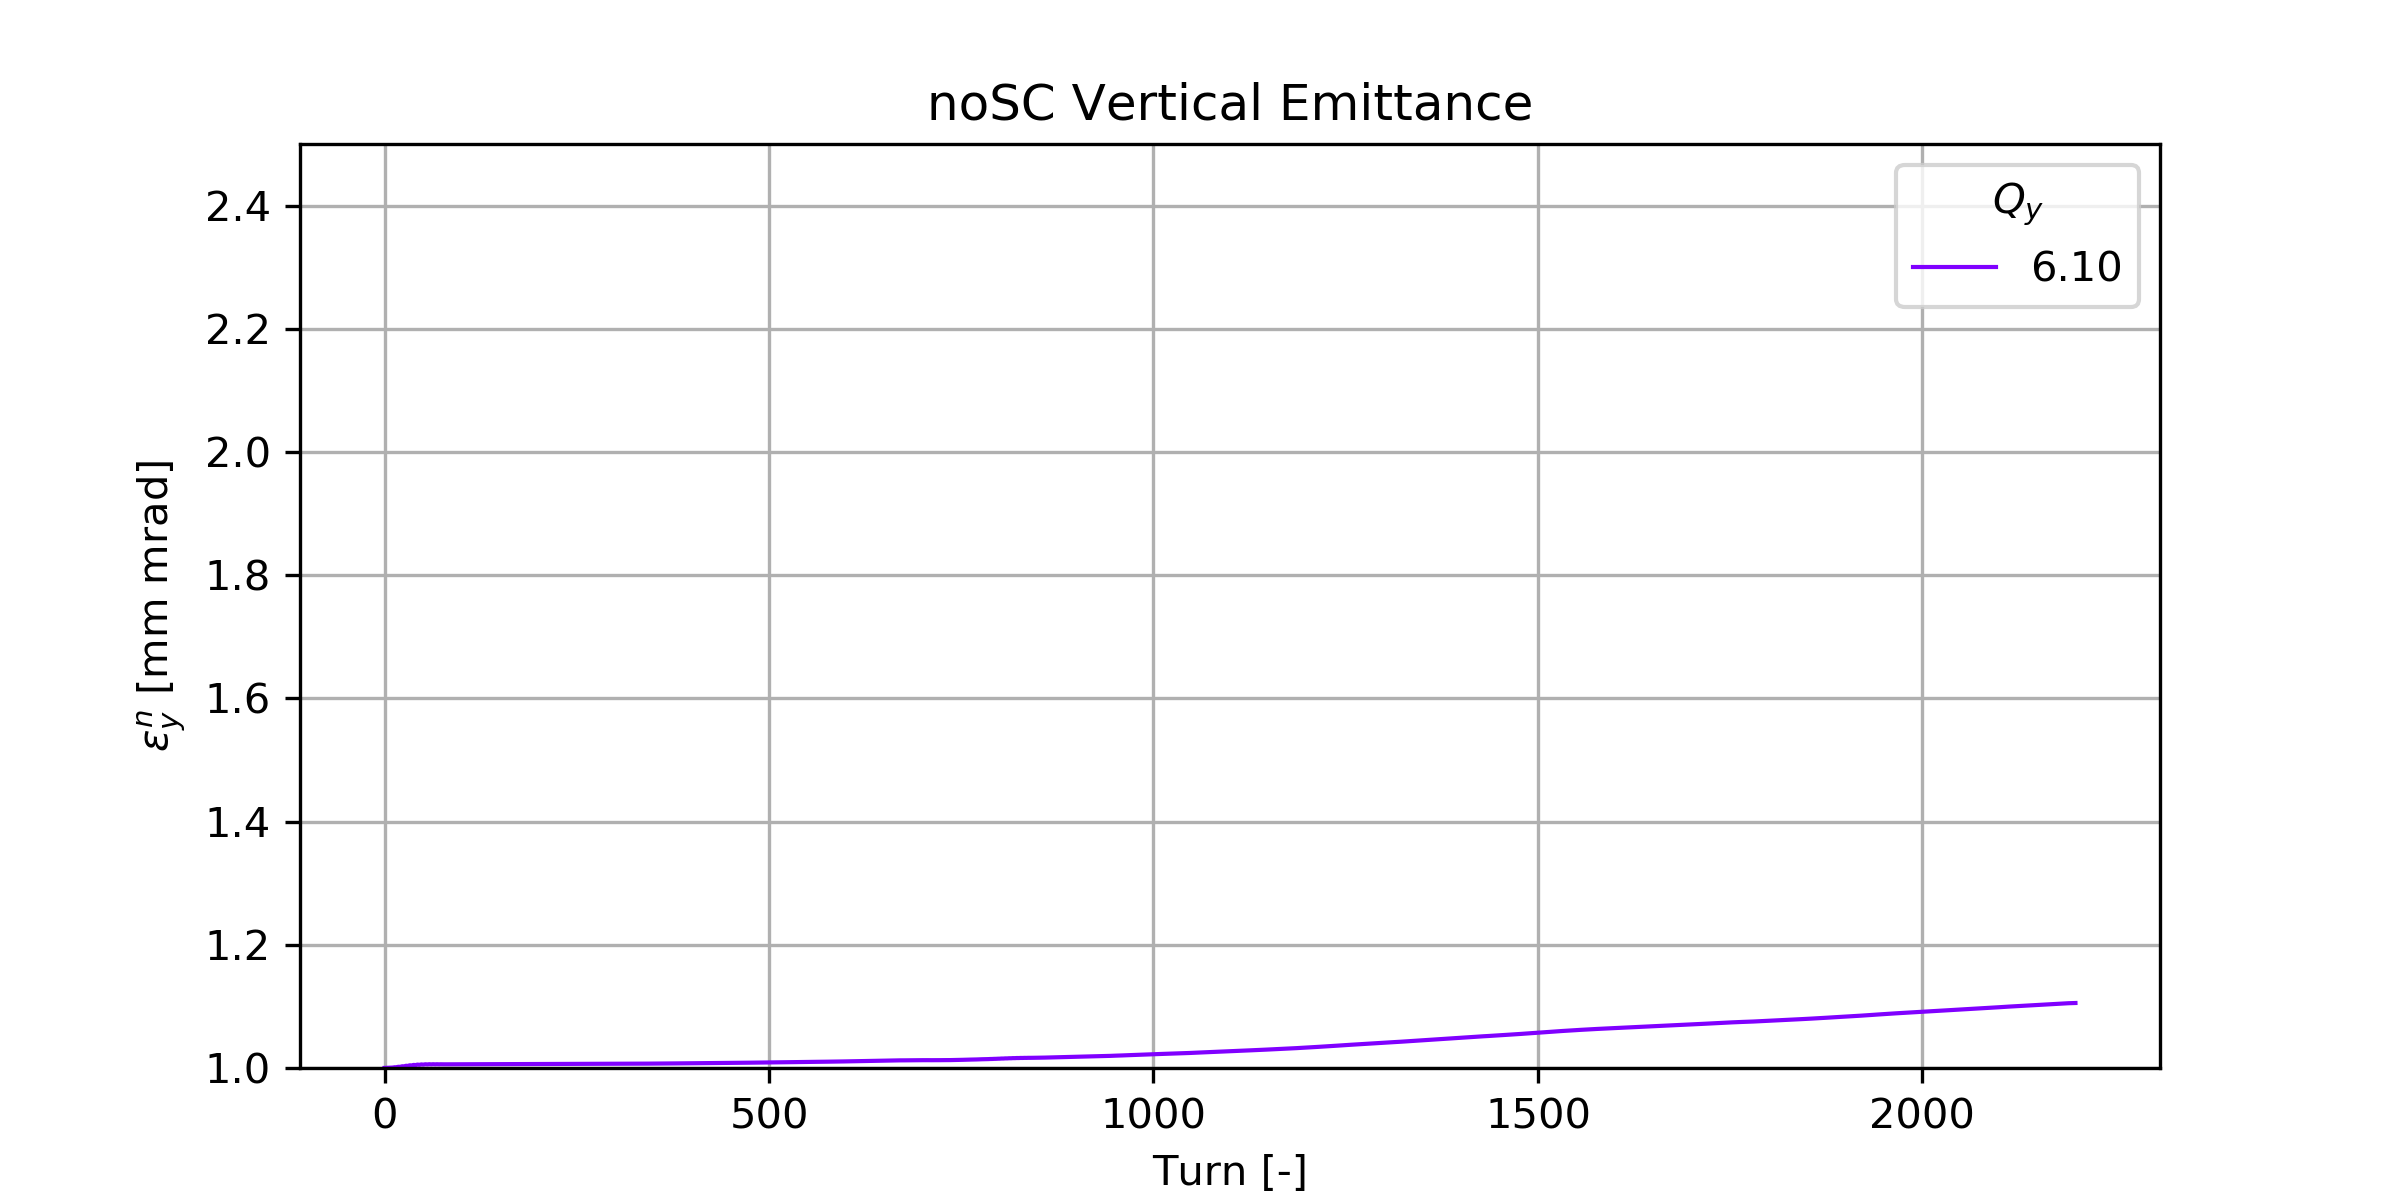 noSC Vertical Emittance
2.4
2.2
2.0
1.8
1.6
1.4
1.2
1.0
ε_y^n [mm mrad]
Q_y
6.10
0 500 1000 1500 2000
Turn [-]